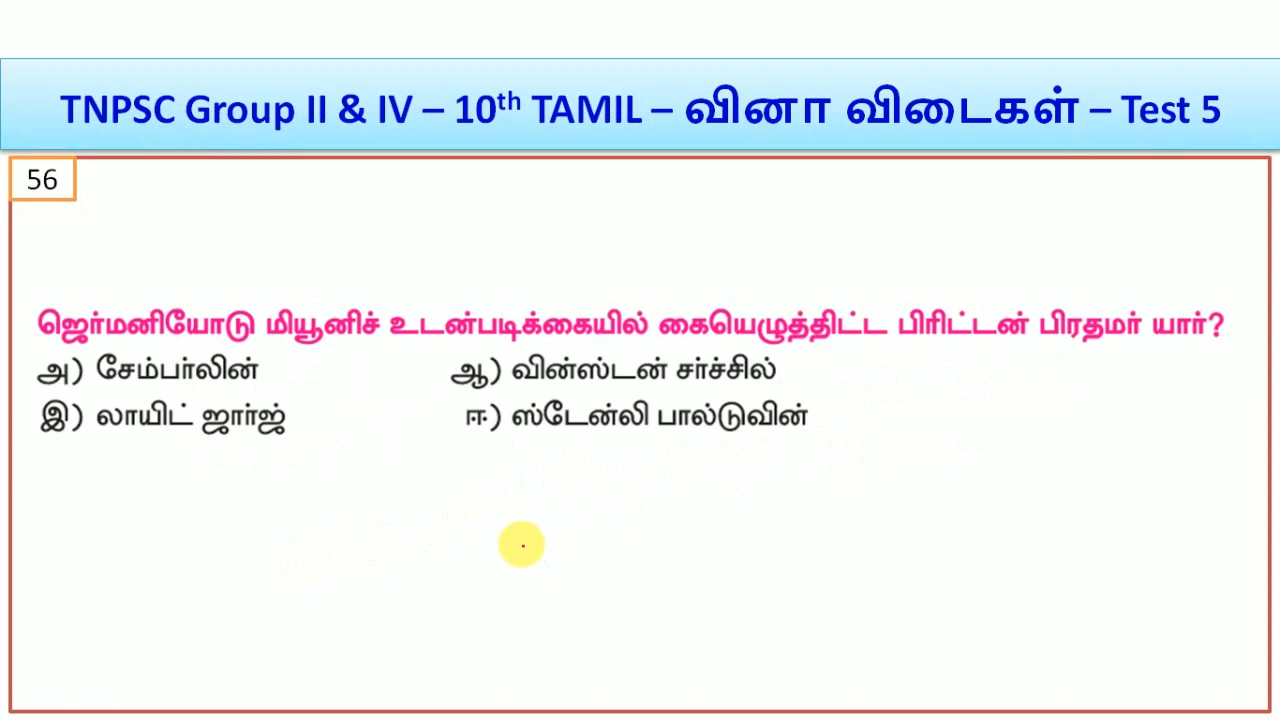 TNPSC Group II & IV – 10th TAMIL – வினா விடைகள் – Test 5
56
ஜெர்மனியோடு மியூனிச் உடன்படிக்கையில் கையெழுத்திட்ட பிரிட்டன் பிரதமர் யார்?
அ) சேம்பர்லின் ஆ) வின்ஸ்டன் சர்ச்சில்
இ) லாயிட் ஜார்ஜ் ஈ) ஸ்டேன்லி பால்டுவின்